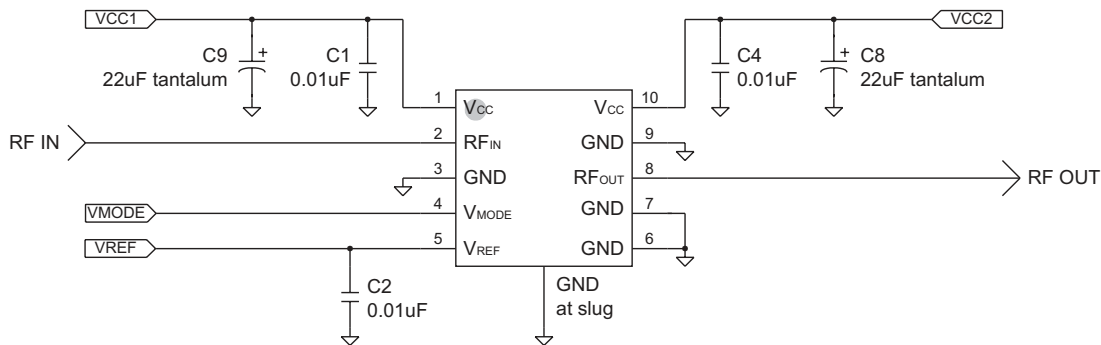 VCC1
VCC2
C9
+
22uF tantalum
C1
0.01uF
C4
0.01uF
+
C8
22uF tantalum
1
VCC
VCC
10
RF IN
2
RFIN
GND
9
3
GND
RFOUT
8
RF OUT
VMODE
4
VMODE
GND
7
VREF
5
VREF
GND
6
C2
0.01uF
GND
at slug